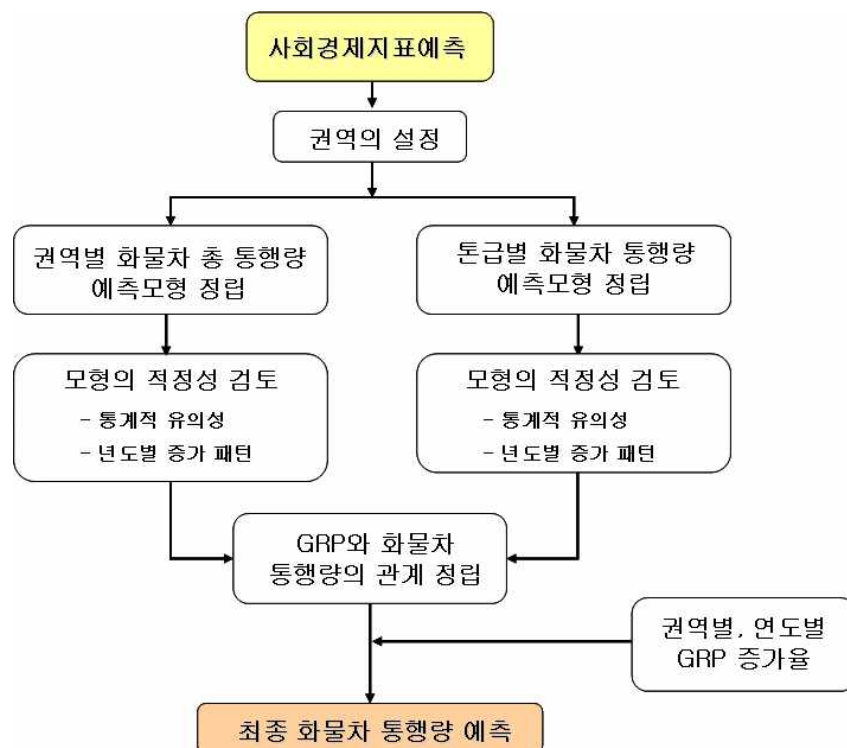 사회경제지표예측
권역의 설정
권역별 화물차 총 통행량
예측모형 정립
톤급별 화물차 통행량
예측모형 정립
모형의 적정성 검토
- 통계적 유의성
- 년도별 증가 패턴
모형의 적정성 검토
- 통계적 유의성
- 년도별 증가 패턴
GRP와 화물차
통행량의 관계 정립
권역별, 연도별
GRP 증가율
최종 화물차 통행량 예측